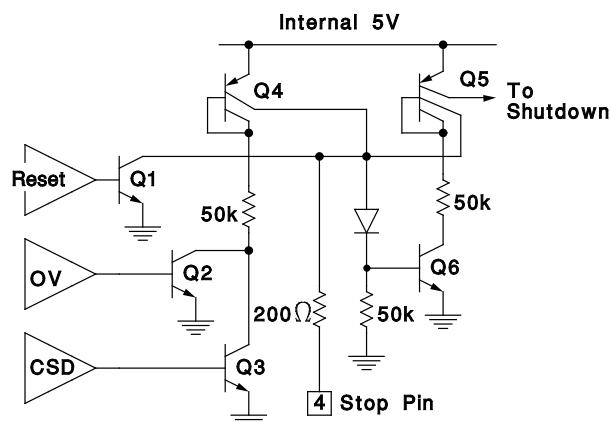 Internal 5V
Q4
Q5
To
Shutdown
Reset
Q1
50k
50k
OV
Q2
Q6
200Ω
50k
CSD
Q3
4
Stop Pin